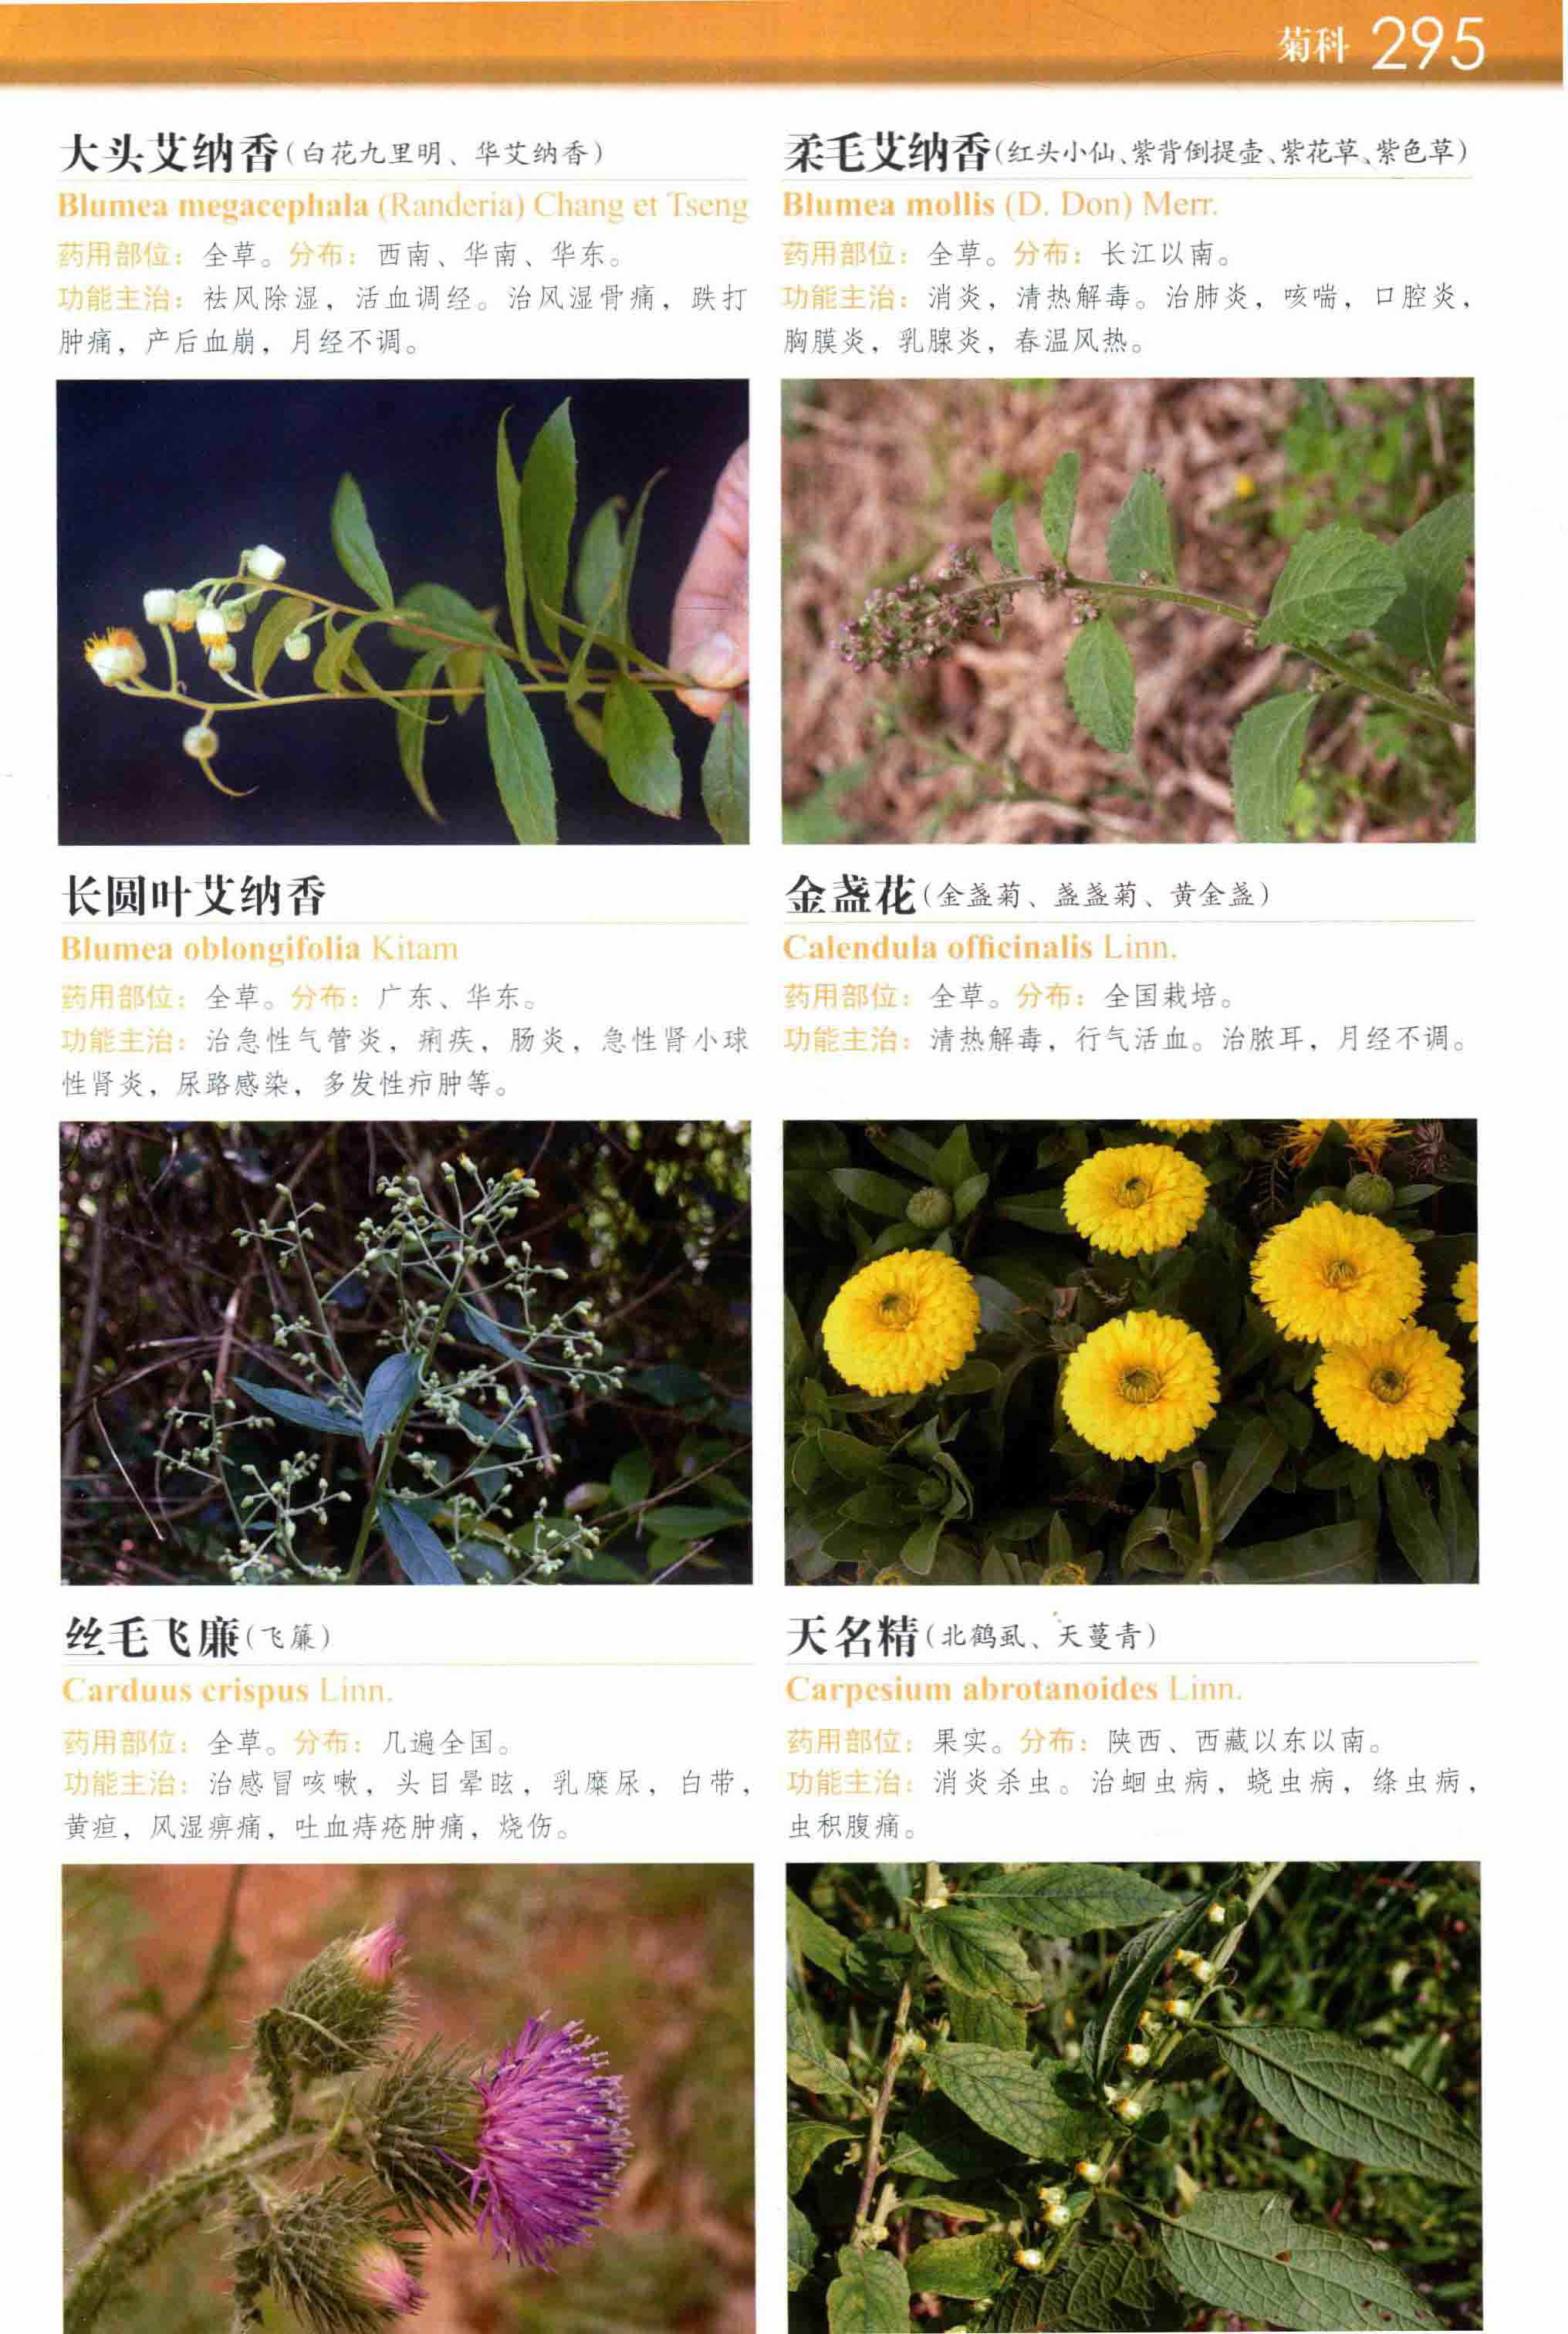 菊科 295
大头艾纳香(白花九里明、华艾纳香)
Blumea megacephala (Randeria) Chang et Tseng
药用部位：全草。分布：西南、华南、华东。
功能主治：祛风除湿，活血调经。治风湿骨痛，跌打
肿痛，产后血崩，月经不调。
柔毛艾纳香(红头小仙、紫背倒提壶、紫花草、紫色草)
Blumea mollis (D. Don) Merr.
药用部位：全草。分布：长江以南。
功能主治：消炎，清热解毒。治肺炎，咳喘，口腔炎，
胸膜炎，乳腺炎，春温风热。
长圆叶艾纳香
Blumea oblongifolia Kitam
药用部位：全草。分布：广东、华东。
功能主治：治急性气管炎，痢疾，肠炎，急性肾小球
性肾炎，尿路感染，多发性疖肿等。
金盏花(金盏菊、盏盏菊、黄金盏)
Calendula officinalis Linn.
药用部位：全草。分布：全国栽培。
功能主治：清热解毒，行气活血。治脓耳，月经不调。
丝毛飞廉(飞簾)
Carduus crispus Linn.
药用部位：全草。分布：几遍全国。
功能主治：治感冒咳嗽，头目晕眩，乳糜尿，白带，
黄疸，风湿痹痛，吐血痔疮肿痛，烧伤。
天名精(北鹤虱、天蔓青)
Carpesium abrotanoides Linn.
药用部位：果实。分布：陕西、西藏以东以南。
功能主治：消炎杀虫。治蛔虫病，蛲虫病，绦虫病，
虫积腹痛。